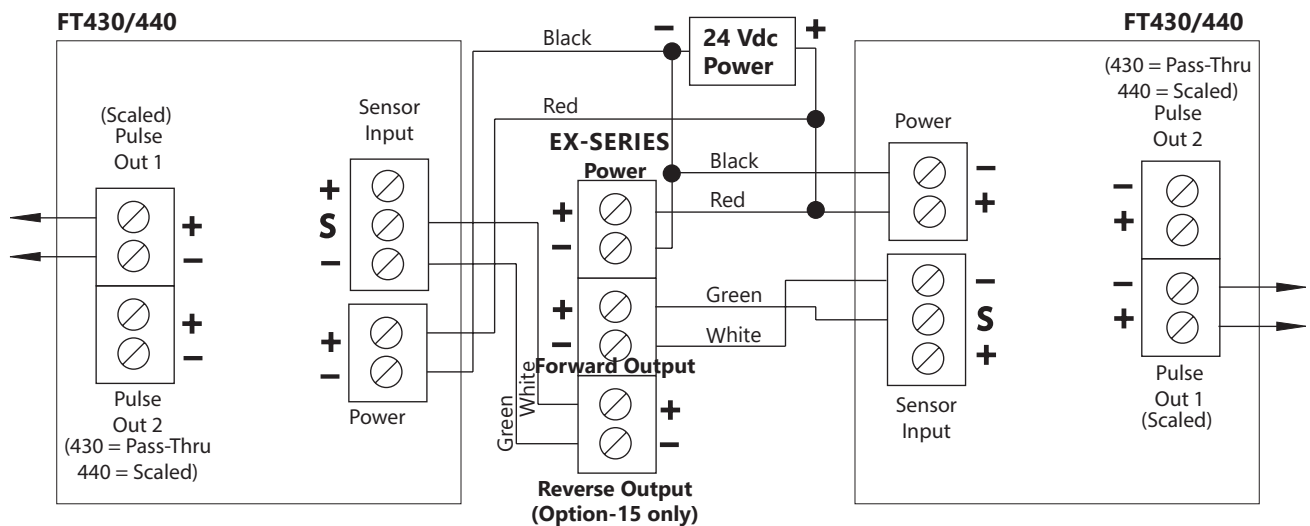 FT430/440
(Scaled)
Pulse
Out 1
+
−
+
−
Pulse
Out 2
(430 = Pass-Thru
440 = Scaled)
Sensor
Input
+
S
−
+
−
Power
Black
Red
− 24 Vdc +
Power
EX-SERIES
Power
+
−
+
−
Forward Output
+
−
Reverse Output
(Option-15 only)
Green
White
Black
Red
Green
White
FT430/440
(430 = Pass-Thru
440 = Scaled)
Pulse
Out 2
−
+
−
+
Pulse
Out 1
(Scaled)
Power
−
+
−
S
+
Sensor
Input